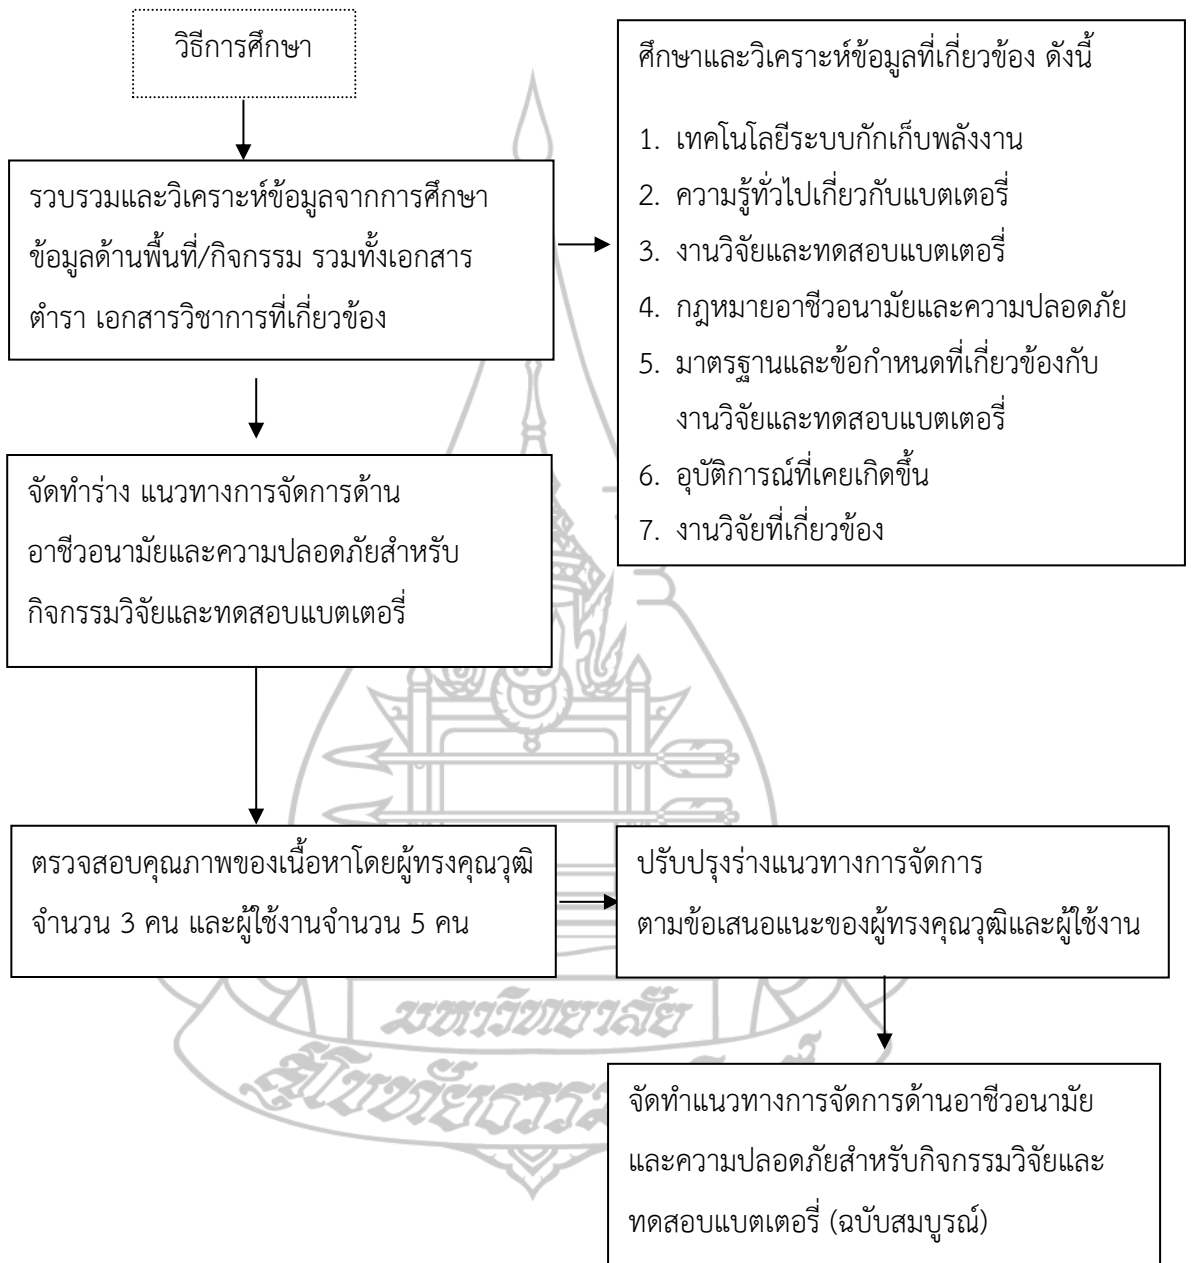 วิธีการศึกษา
รวบรวมและวิเคราะห์ข้อมูลจากการศึกษา
ข้อมูลด้านพื้นที่/กิจกรรม รวมทั้งเอกสาร
ตำรา เอกสารวิชาการที่เกี่ยวข้อง
ศึกษาและวิเคราะห์ข้อมูลที่เกี่ยวข้อง ดังนี้
1. เทคโนโลยีระบบกักเก็บพลังงาน
2. ความรู้ทั่วไปเกี่ยวกับแบตเตอรี่
3. งานวิจัยและทดสอบแบตเตอรี่
4. กฎหมายอาชีวอนามัยและความปลอดภัย
5. มาตรฐานและข้อกำหนดที่เกี่ยวข้องกับ
งานวิจัยและทดสอบแบตเตอรี่
6. อุบัติการณ์ที่เคยเกิดขึ้น
7. งานวิจัยที่เกี่ยวข้อง
จัดทำร่าง แนวทางการจัดการด้าน
อาชีวอนามัยและความปลอดภัยสำหรับ
กิจกรรมวิจัยและทดสอบแบตเตอรี่
ตรวจสอบคุณภาพของเนื้อหาโดยผู้ทรงคุณวุฒิ
จำนวน 3 คน และผู้ใช้งานจำนวน 5 คน
ปรับปรุงร่างแนวทางการจัดการ
ตามข้อเสนอแนะของผู้ทรงคุณวุฒิและผู้ใช้งาน
จัดทำแนวทางการจัดการด้านอาชีวอนามัย
และความปลอดภัยสำหรับกิจกรรมวิจัยและ
ทดสอบแบตเตอรี่ (ฉบับสมบูรณ์)
มหาวิทยาลัย